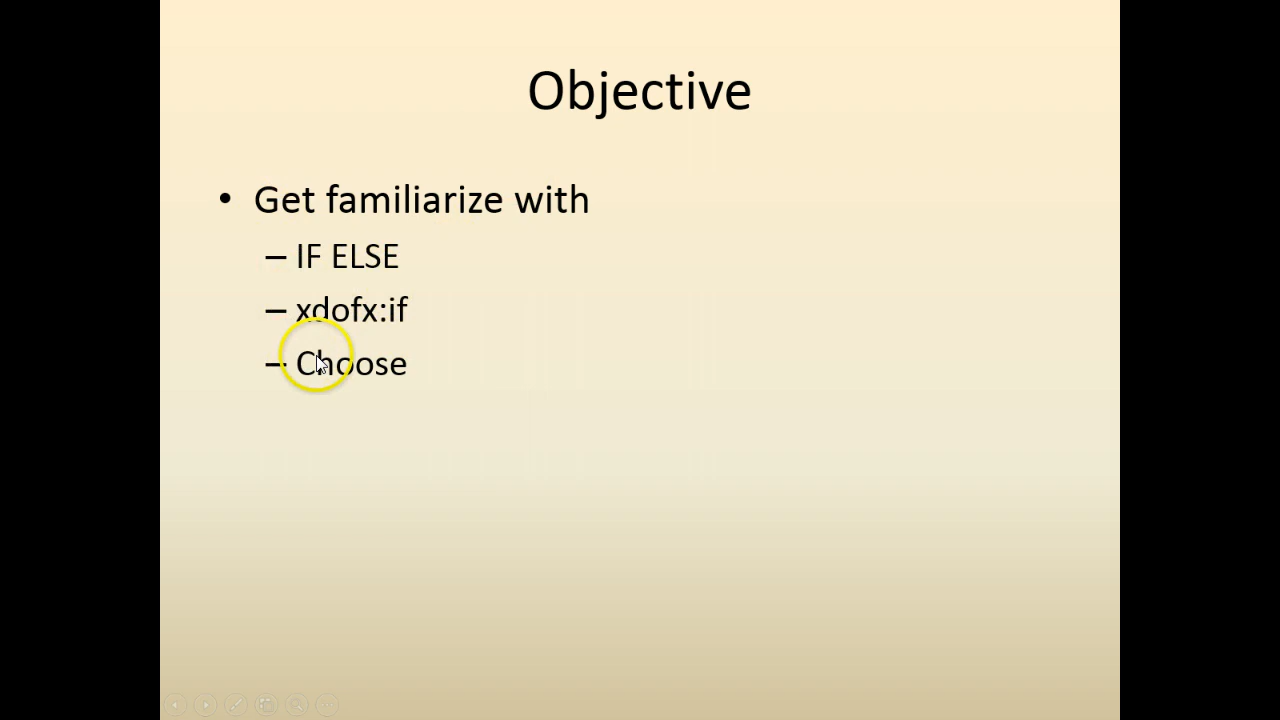 Objective
• Get familiarize with
– IF ELSE
– xdofx:if
– Choose